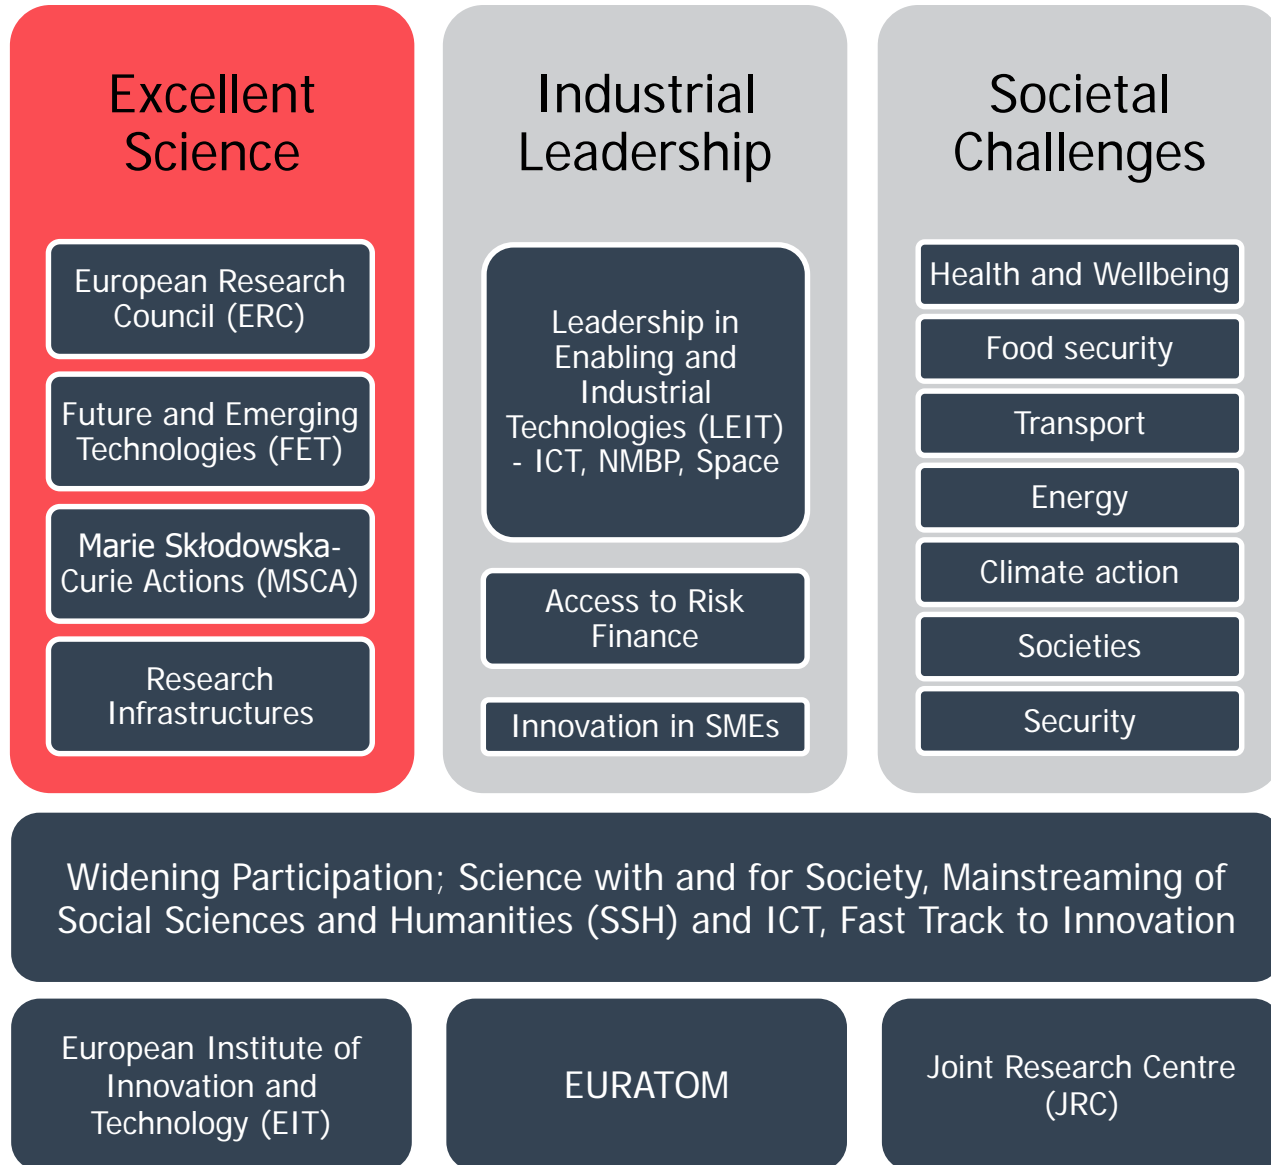 Excellent
Science
European Research
Council (ERC)
Future and Emerging
Technologies (FET)
Marie Skłodowska-
Curie Actions (MSCA)
Research
Infrastructures
Industrial
Leadership
Leadership in
Enabling and
Industrial
Technologies (LEIT)
- ICT, NMBP, Space
Access to Risk
Finance
Innovation in SMEs
Societal
Challenges
Health and Wellbeing
Food security
Transport
Energy
Climate action
Societies
Security
Widening Participation; Science with and for Society, Mainstreaming of
Social Sciences and Humanities (SSH) and ICT, Fast Track to Innovation
European Institute of
Innovation and
Technology (EIT)
EURATOM
Joint Research Centre
(JRC)